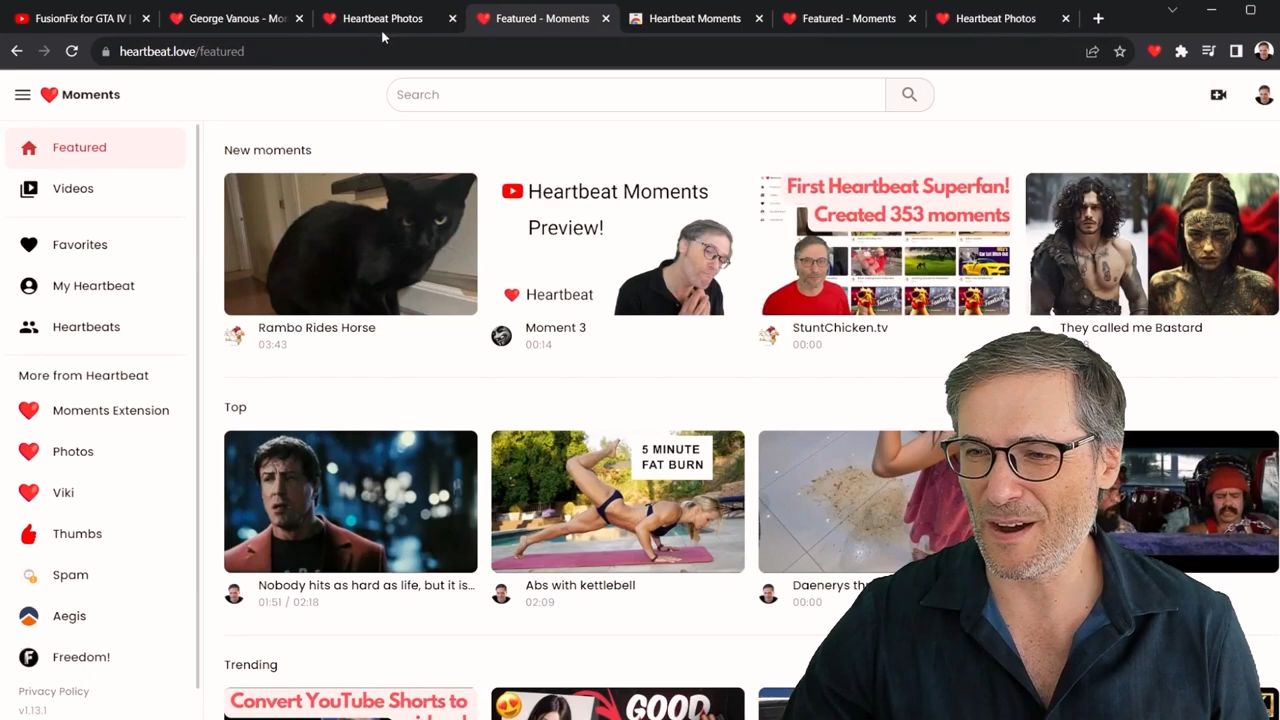 FusionFix for GTA IV |
George Vanous - Mo
Heartbeat Photos
Featured - Moments
Heartbeat Moments
Featured - Moments
Heartbeat Photos
heartbeat.love/featured
Moments
Search
Featured
Videos
Favorites
My Heartbeat
Heartbeats
More from Heartbeat
Moments Extension
Photos
Viki
Thumbs
Spam
Aegis
Freedom!
Privacy Policy
v1.13.1
New moments
Heartbeat Moments
Preview!
Heartbeat
First Heartbeat Superfan!
Created 353 moments
Rambo Rides Horse
03:43
Moment 3
00:14
StuntChicken.tv
00:00
They called me Bastard
Top
5 MINUTE
FAT BURN
Nobody hits as hard as life, but it is...
01:51 / 02:18
Abs with kettlebell
02:09
Daenerys th
00:00
Trending
Convert YouTube Shorts to
GOOD